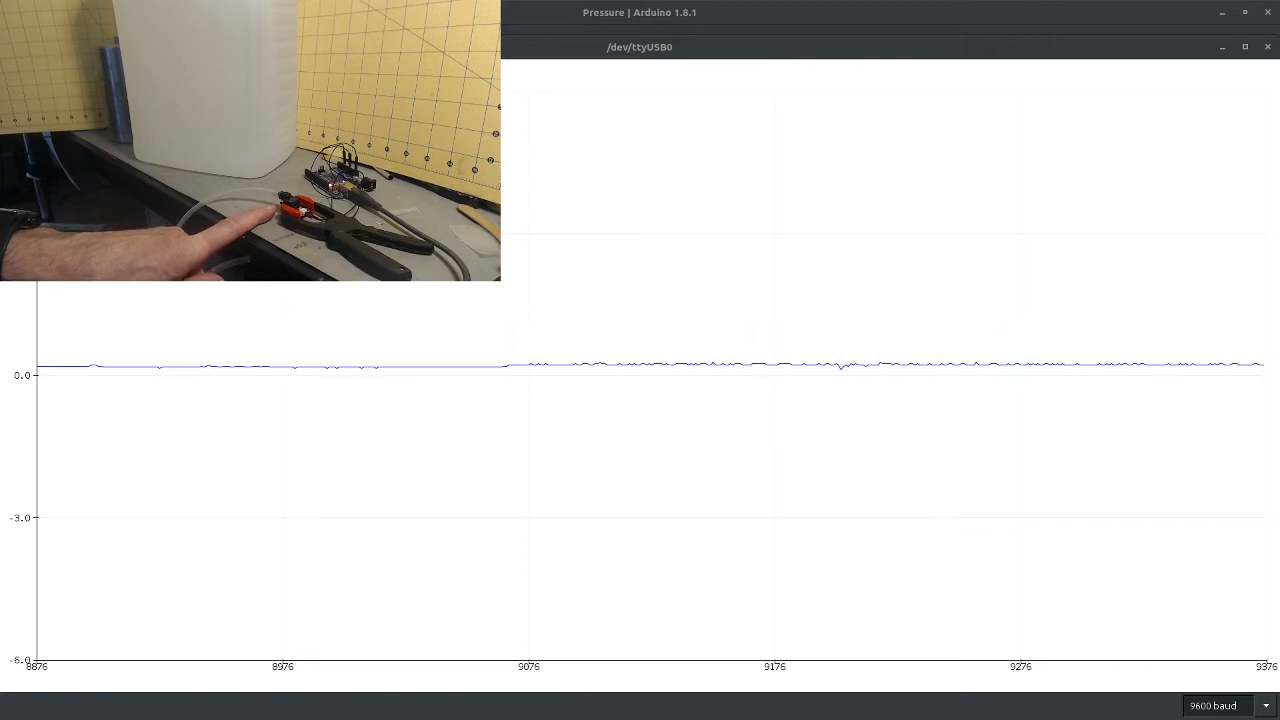 Pressure | Arduino 1.8.1
/dev/ttyUSB0
0.0
-3.0
-6.0
8876 8976 9076 9176 9276 9376
9600 baud